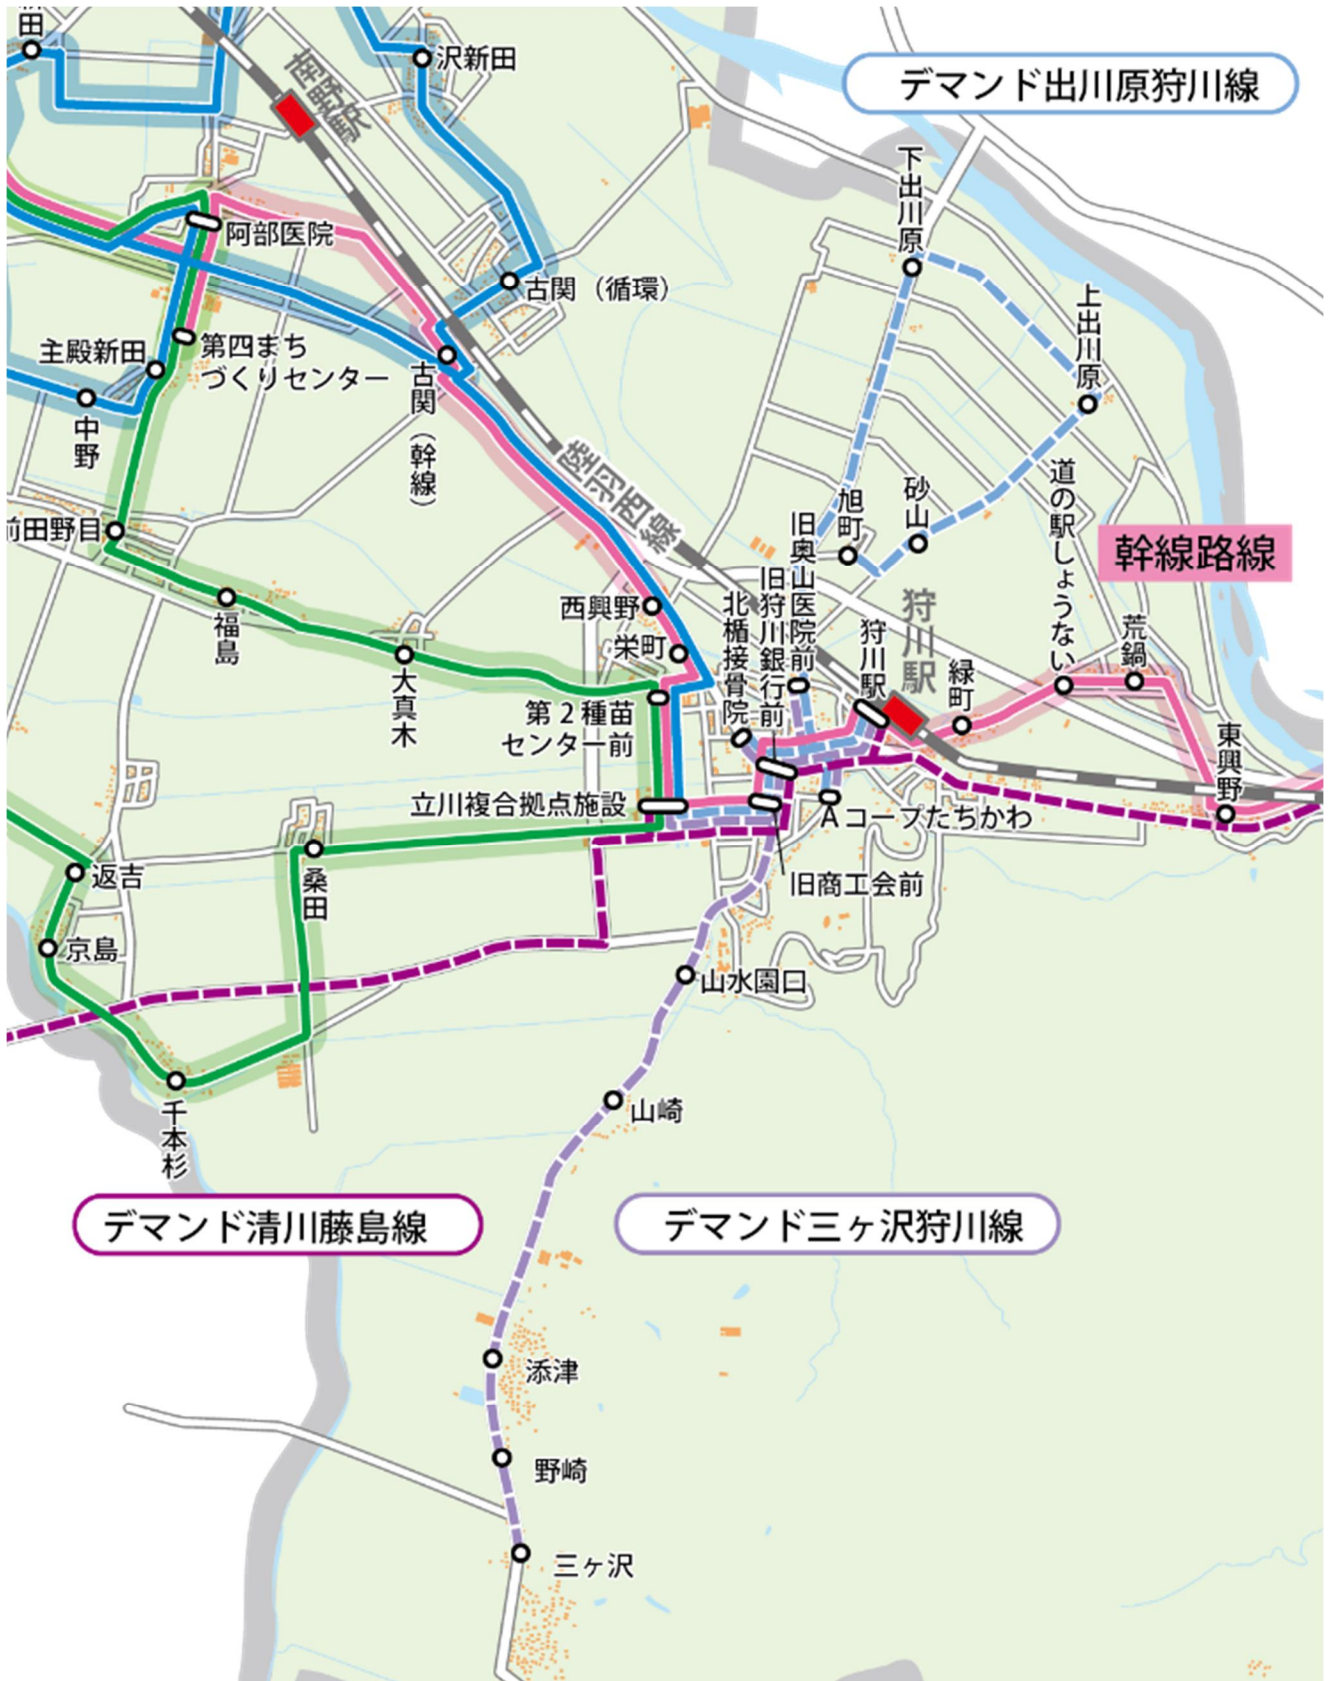 新田
沢新田
南野駅
デマンド出川原狩川線
下出川原
阿部医院
古関（循環）
上出川原
第四まち
づくりセンター
主殿新田
古関（幹線）
中野
陸羽西線
道の駅しょうない
砂山
旭町
旧奥山医院前
前田野目
幹線路線
旧狩川銀行前
北楯接骨院
狩川駅
狩川駅
西興野
福島
荒鍋
栄町
大真木
緑町
第２種苗
センター前
東興野
立川複合拠点施設
Ａコープたちかわ
返吉
桑田
旧商工会前
京島
山水園口
千本杉
山崎
デマンド清川藤島線
デマンド三ヶ沢狩川線
添津
野崎
三ヶ沢